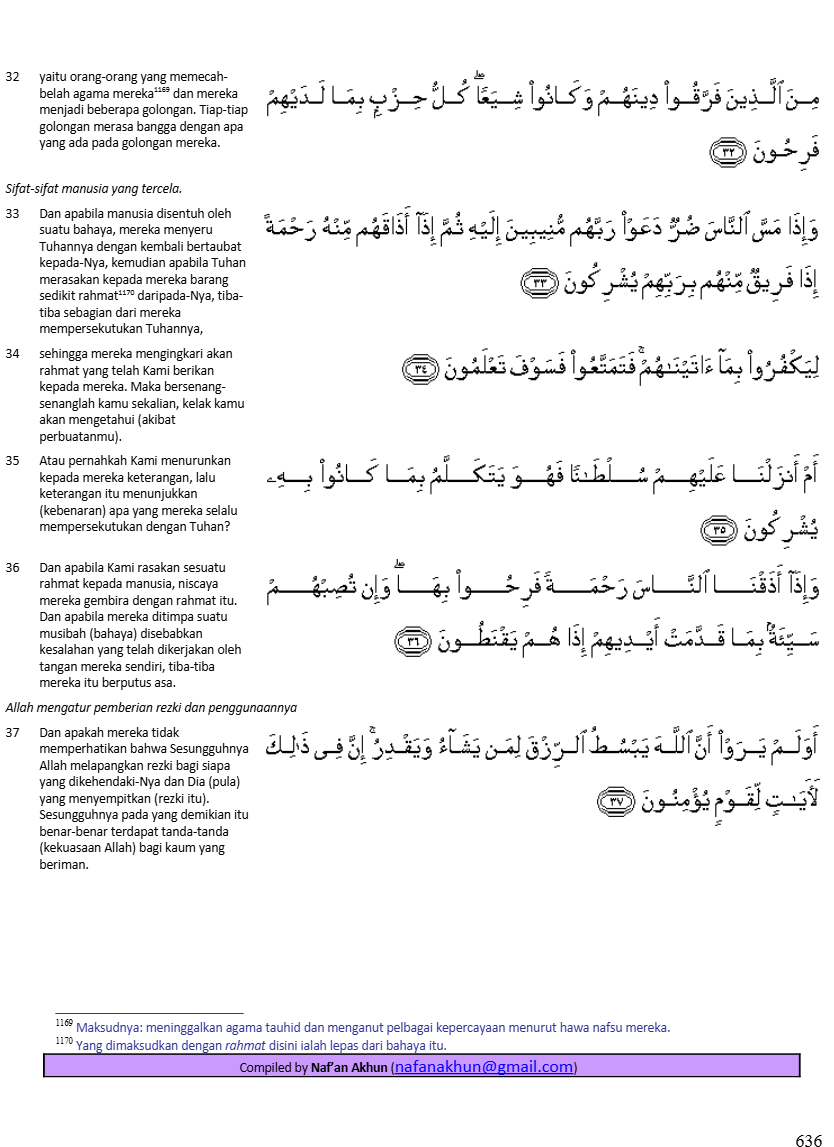 32 yaitu orang-orang yang memecah-
belah agama mereka1169 dan mereka
menjadi beberapa golongan. Tiap-tiap
golongan merasa bangga dengan apa
yang ada pada golongan mereka.
مِنَ ٱلَّذِينَ فَرَّقُوا۟ دِينَهُمْ وَكَانُوا۟ شِيَعًا ۖ كُلُّ حِزْبٍۭ بِمَا لَدَيْهِمْ
فَرِحُونَ ﴿٣٢﴾
Sifat-sifat manusia yang tercela.
33 Dan apabila manusia disentuh oleh
suatu bahaya, mereka menyeru
Tuhannya dengan kembali bertaubat
kepada-Nya, kemudian apabila Tuhan
merasakan kepada mereka barang
sedikit rahmat1170 daripada-Nya, tiba-
tiba sebagian dari mereka
mempersekutukan Tuhannya,
وَإِذَا مَسَّ ٱلنَّاسَ ضُرٌّ دَعَوْا۟ رَبَّهُم مُّنِيبِينَ إِلَيْهِ ثُمَّ إِذَآ أَذَاقَهُم مِّنْهُ رَحْمَةً
إِذَا فَرِيقٌ مِّنْهُم بِرَبِّهِمْ يُشْرِكُونَ ﴿٣٣﴾
34 sehingga mereka mengingkari akan
rahmat yang telah Kami berikan
kepada mereka. Maka bersenang-
senanglah kamu sekalian, kelak kamu
akan mengetahui (akibat
perbuatanmu).
لِيَكْفُرُوا۟ بِمَآ ءَاتَيْنَـٰهُمْ ۚ فَتَمَتَّعُوا۟ فَسَوْفَ تَعْلَمُونَ ﴿٣٤﴾
35 Atau pernahkah Kami menurunkan
kepada mereka keterangan, lalu
keterangan itu menunjukkan
(kebenaran) apa yang mereka selalu
mempersekutukan dengan Tuhan?
أَمْ أَنزَلْنَا عَلَيْهِمْ سُلْطَـٰنًا فَهُوَ يَتَكَلَّمُ بِمَا كَانُوا۟ بِهِۦ
يُشْرِكُونَ ﴿٣٥﴾
36 Dan apabila Kami rasakan sesuatu
rahmat kepada manusia, niscaya
mereka gembira dengan rahmat itu.
Dan apabila mereka ditimpa suatu
musibah (bahaya) disebabkan
kesalahan yang telah dikerjakan oleh
tangan mereka sendiri, tiba-tiba
mereka itu berputus asa.
وَإِذَآ أَذَقْنَا ٱلنَّاسَ رَحْمَةً فَرِحُوا۟ بِهَا ۖ وَإِن تُصِبْهُمْ
سَيِّئَةٌۢ بِمَا قَدَّمَتْ أَيْدِيهِمْ إِذَا هُمْ يَقْنَطُونَ ﴿٣٦﴾
Allah mengatur pemberian rezki dan penggunaannya
37 Dan apakah mereka tidak
memperhatikan bahwa Sesungguhnya
Allah melapangkan rezki bagi siapa
yang dikehendaki-Nya dan Dia (pula)
yang menyempitkan (rezki itu).
Sesungguhnya pada yang demikian itu
benar-benar terdapat tanda-tanda
(kekuasaan Allah) bagi kaum yang
beriman.
أَوَلَمْ يَرَوْا۟ أَنَّ ٱللَّهَ يَبْسُطُ ٱلرِّزْقَ لِمَن يَشَآءُ وَيَقْدِرُ ۚ إِنَّ فِى ذَٰلِكَ
لَـَٔايَـٰتٍ لِّقَوْمٍ يُؤْمِنُونَ ﴿٣٧﴾
1169 Maksudnya: meninggalkan agama tauhid dan menganut pelbagai kepercayaan menurut hawa nafsu mereka.
1170 Yang dimaksudkan dengan rahmat disini ialah lepas dari bahaya itu.
Compiled by Naf’an Akhun (nafanakhun@gmail.com)
636